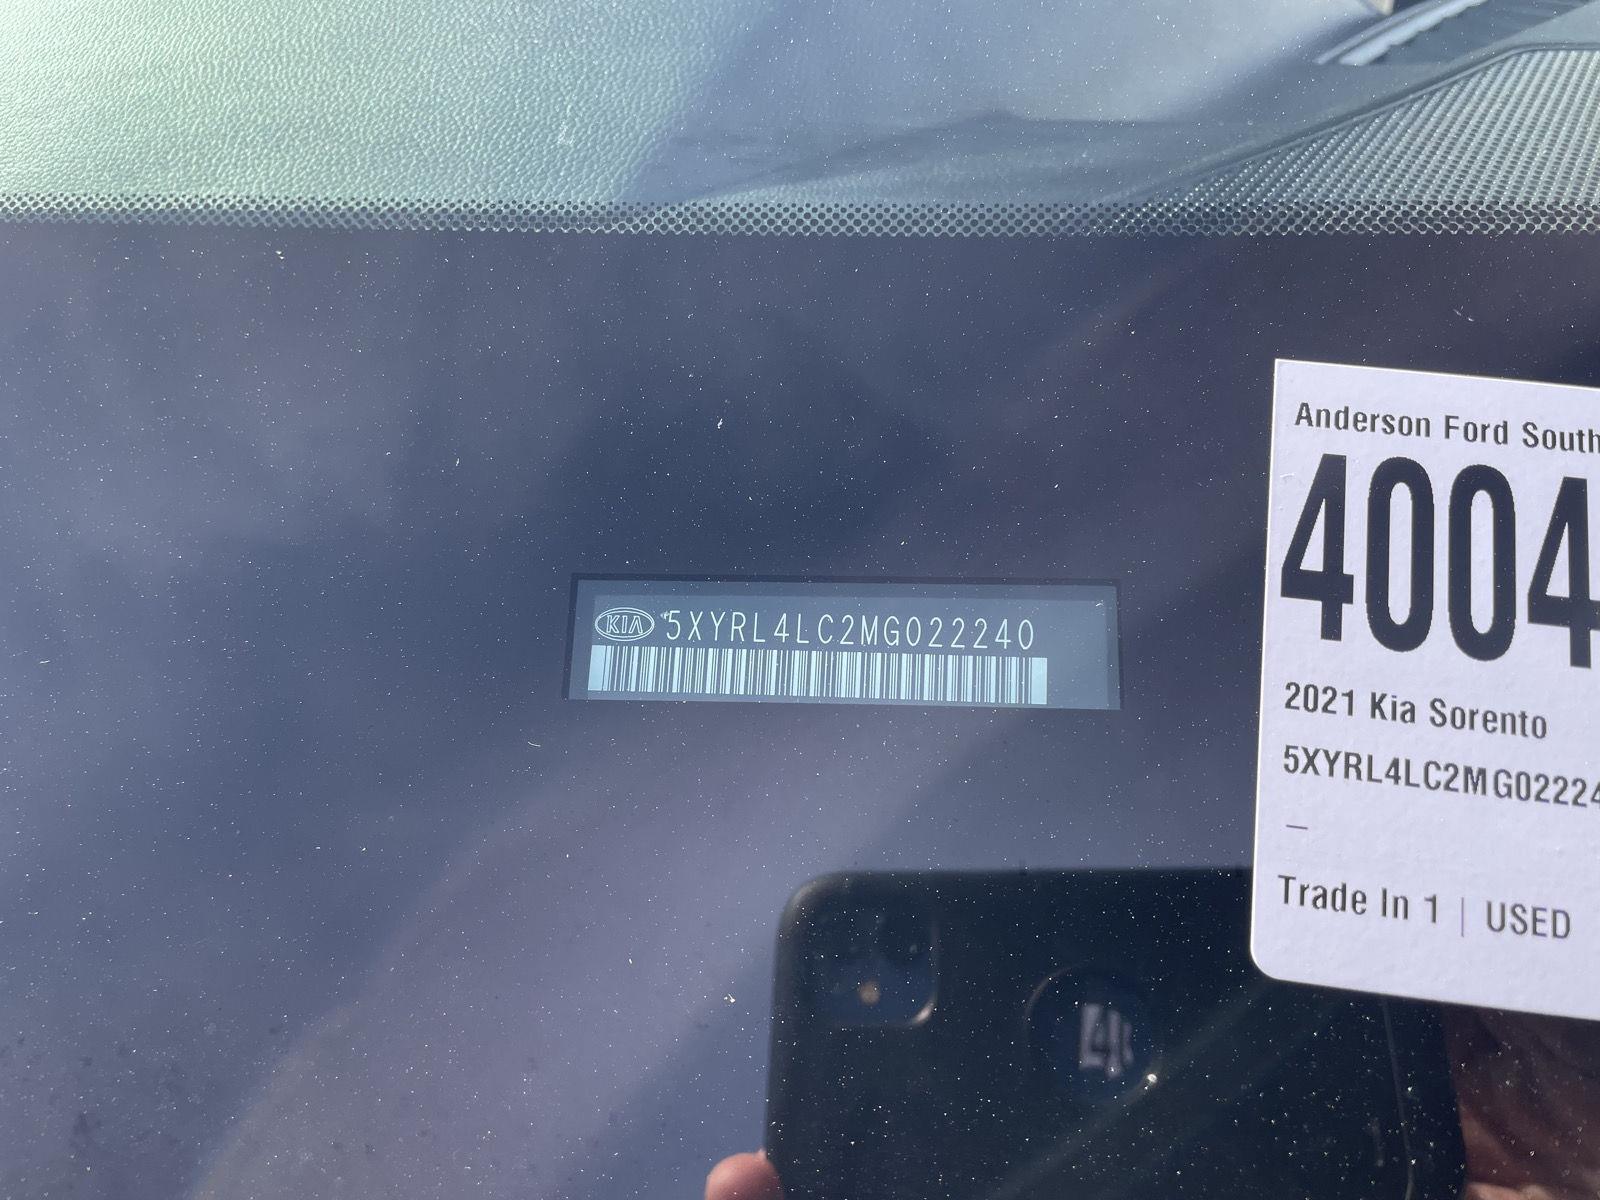 KIA 5XYRL4LC2MG022240
Anderson Ford South
4004
2021 Kia Sorento
5XYRL4LC2MG02224
–
Trade In 1 | USED